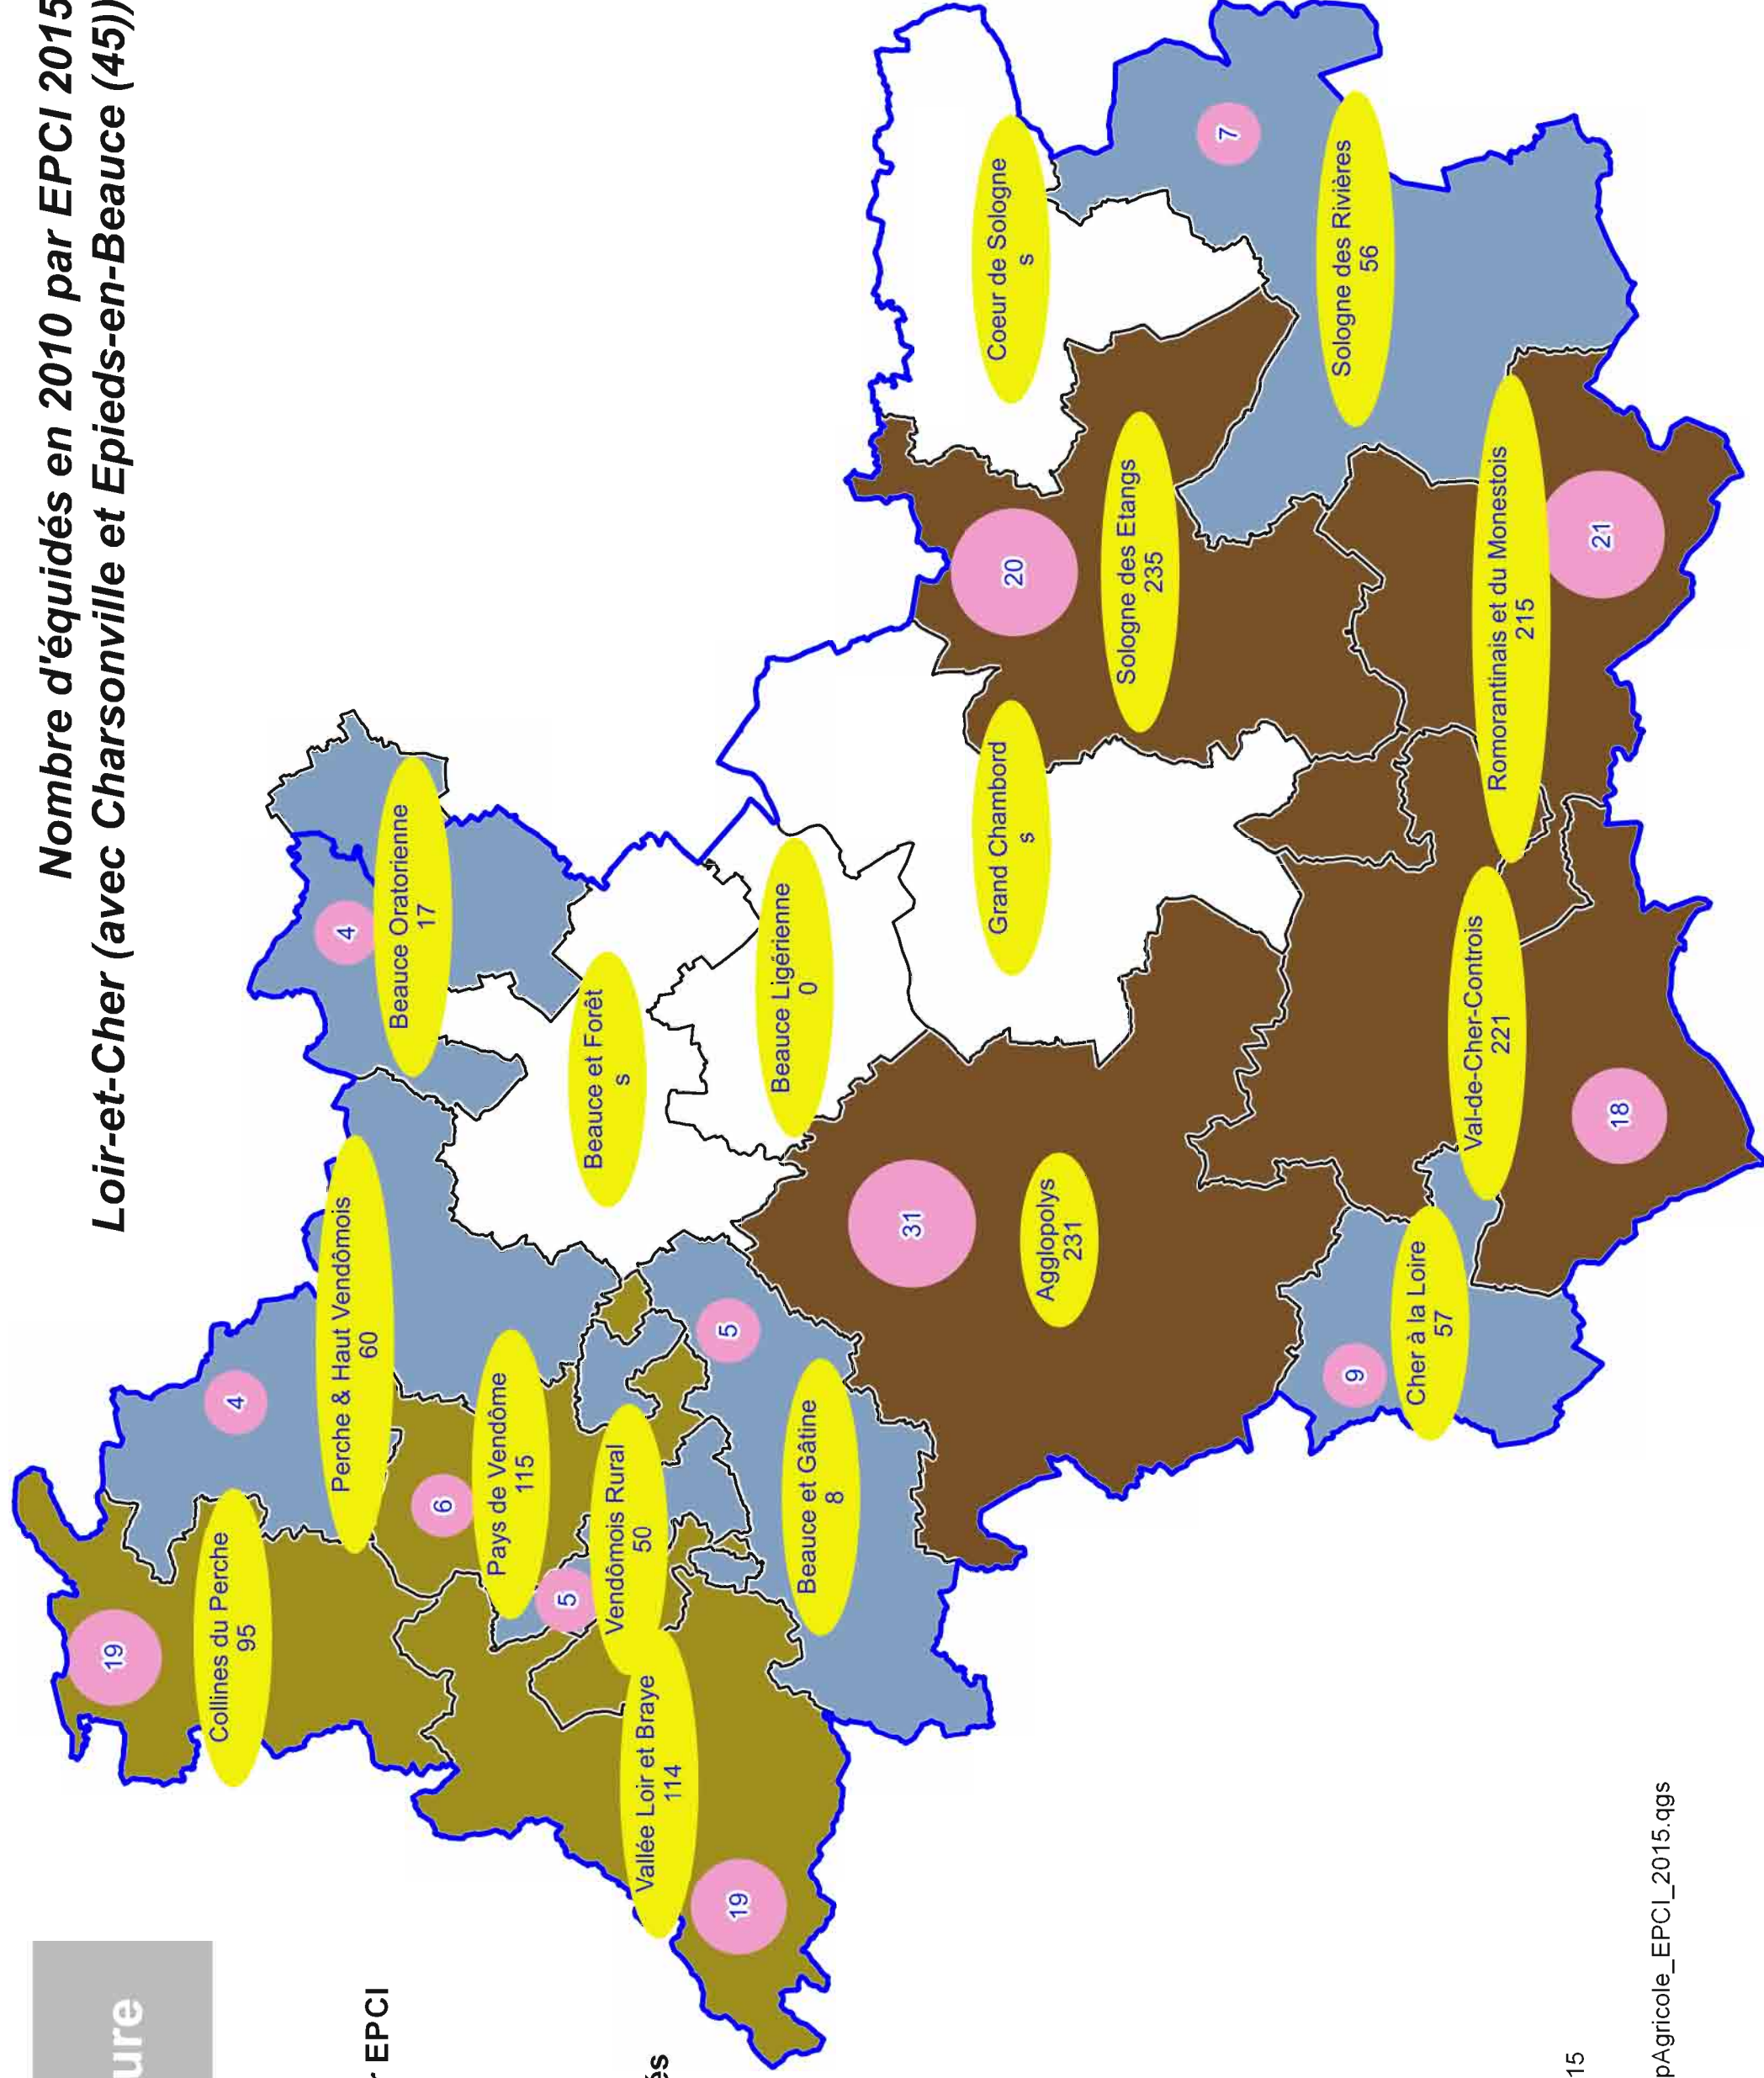 Nombre d'équidés en 2010 par EPCI 2015
Loir-et-Cher (avec Charsonville et Epieds-en-Beauce (45))
ure
r EPCI
és
15
pAgricole_EPCI_2015.qgs
19
Collines du Perche
95
4
Perche & Haut Vendômois
60
4
Beauce Oratorienne
17
6
Pays de Vendôme
115
5
Vendômois Rural
50
Beauce et Forêt
s
19
Vallée Loir et Braye
114
5
Beauce et Gâtine
8
Beauce Ligérienne
0
31
Agglopolys
231
Grand Chambord
s
20
Sologne des Etangs
235
Coeur de Sologne
s
7
Sologne des Rivières
56
9
Cher à la Loire
57
Val-de-Cher-Controis
221
18
Romorantinais et du Monestois
215
21